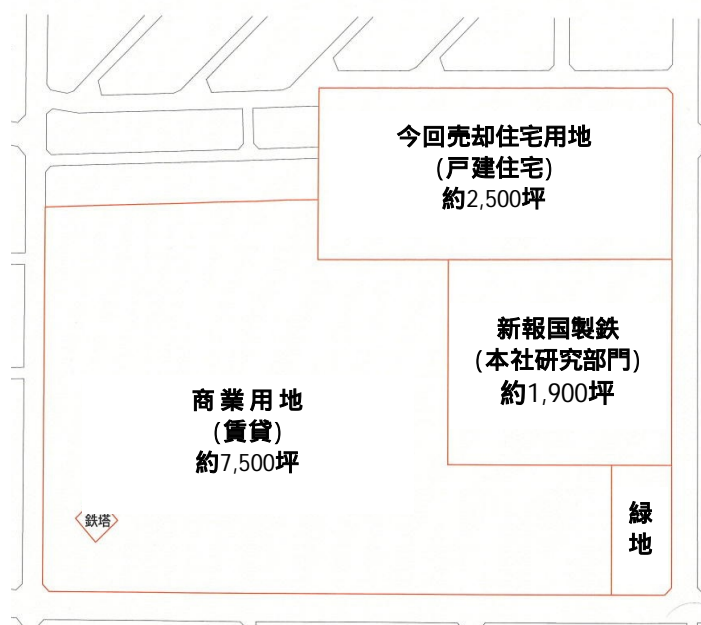 今回売却住宅用地
(戸建住宅)
約2,500坪
新報国製鉄
(本社研究部門)
約1,900坪
商業用地
(賃貸)
約7,500坪
鉄塔
緑
地